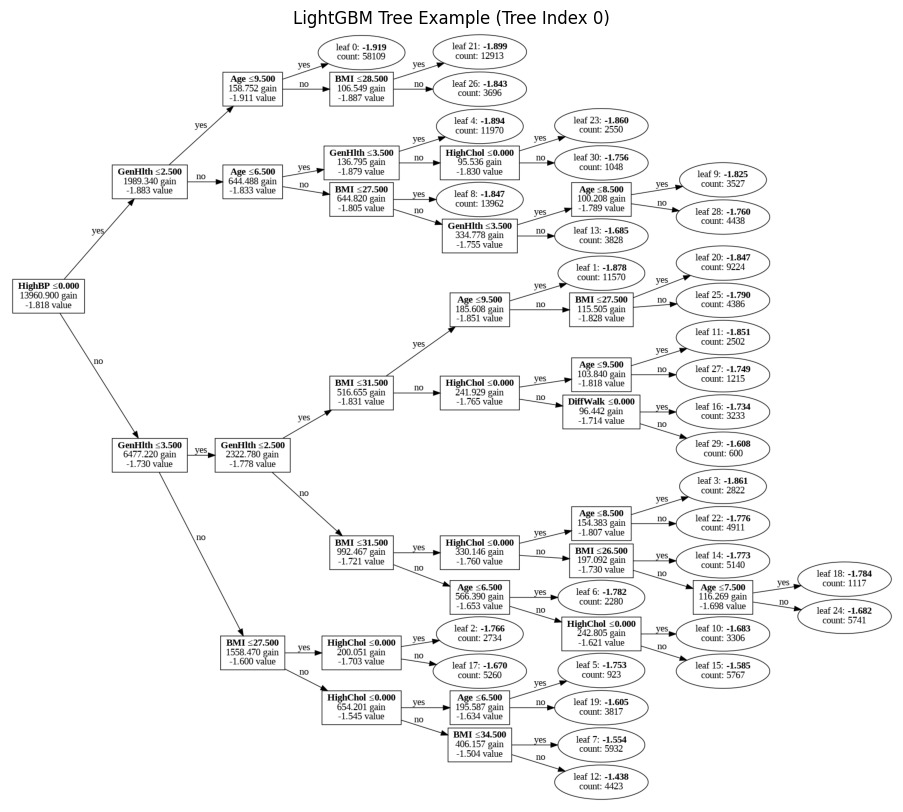 LightGBM Tree Example (Tree Index 0)
leaf 0: -1.919
count: 58109
leaf 21: -1.899
count: 12913
yes
yes
Age ≤9.500
158.752 gain
-1.911 value
no
BMI ≤28.500
106.549 gain
-1.887 value
no
leaf 26: -1.843
count: 3696
yes
leaf 4: -1.894
count: 11970
yes
leaf 23: -1.860
count: 2550
yes
GenHlth ≤3.500
136.795 gain
-1.879 value
no
HighChol ≤0.000
95.536 gain
-1.830 value
no
leaf 30: -1.756
count: 1048
GenHlth ≤2.500
1989.340 gain
-1.883 value
no
Age ≤6.500
644.488 gain
-1.833 value
yes
no
BMI ≤27.500
644.820 gain
-1.805 value
yes
leaf 8: -1.847
count: 13962
no
Age ≤8.500
100.208 gain
-1.789 value
yes
leaf 9: -1.825
count: 3527
no
leaf 28: -1.760
count: 4438
yes
GenHlth ≤3.500
334.778 gain
-1.755 value
yes
no
leaf 13: -1.685
count: 3828
HighBP ≤0.000
13960.900 gain
-1.818 value
leaf 1: -1.878
count: 11570
yes
leaf 20: -1.847
count: 9224
yes
Age ≤9.500
185.608 gain
-1.851 value
no
BMI ≤27.500
115.505 gain
-1.828 value
no
leaf 25: -1.790
count: 4386
yes
leaf 11: -1.851
count: 2502
yes
no
BMI ≤31.500
516.655 gain
-1.831 value
no
HighChol ≤0.000
241.929 gain
-1.765 value
yes
Age ≤9.500
103.840 gain
-1.818 value
no
leaf 27: -1.749
count: 1215
no
DiffWalk ≤0.000
96.442 gain
-1.714 value
yes
leaf 16: -1.734
count: 3233
no
leaf 29: -1.608
count: 600
yes
GenHlth ≤3.500
6477.220 gain
-1.730 value
yes
GenHlth ≤2.500
2322.780 gain
-1.778 value
no
leaf 3: -1.861
count: 2822
yes
Age ≤8.500
154.383 gain
-1.807 value
no
leaf 22: -1.776
count: 4911
no
BMI ≤31.500
992.467 gain
-1.721 value
yes
HighChol ≤0.000
330.146 gain
-1.760 value
yes
no
BMI ≤26.500
197.092 gain
-1.730 value
yes
leaf 14: -1.773
count: 5140
no
Age ≤7.500
116.269 gain
-1.698 value
yes
leaf 18: -1.784
count: 1117
no
leaf 24: -1.682
count: 5741
no
Age ≤6.500
566.390 gain
-1.653 value
yes
leaf 6: -1.782
count: 2280
no
HighChol ≤0.000
242.805 gain
-1.621 value
yes
leaf 10: -1.683
count: 3306
no
leaf 15: -1.585
count: 5767
BMI ≤27.500
1558.470 gain
-1.600 value
yes
HighChol ≤0.000
200.051 gain
-1.703 value
yes
leaf 2: -1.766
count: 2734
no
leaf 17: -1.670
count: 5260
no
HighChol ≤0.000
654.201 gain
-1.545 value
yes
Age ≤6.500
195.587 gain
-1.634 value
yes
leaf 5: -1.753
count: 923
no
leaf 19: -1.605
count: 3817
no
BMI ≤34.500
406.157 gain
-1.504 value
yes
leaf 7: -1.554
count: 5932
no
leaf 12: -1.438
count: 4423